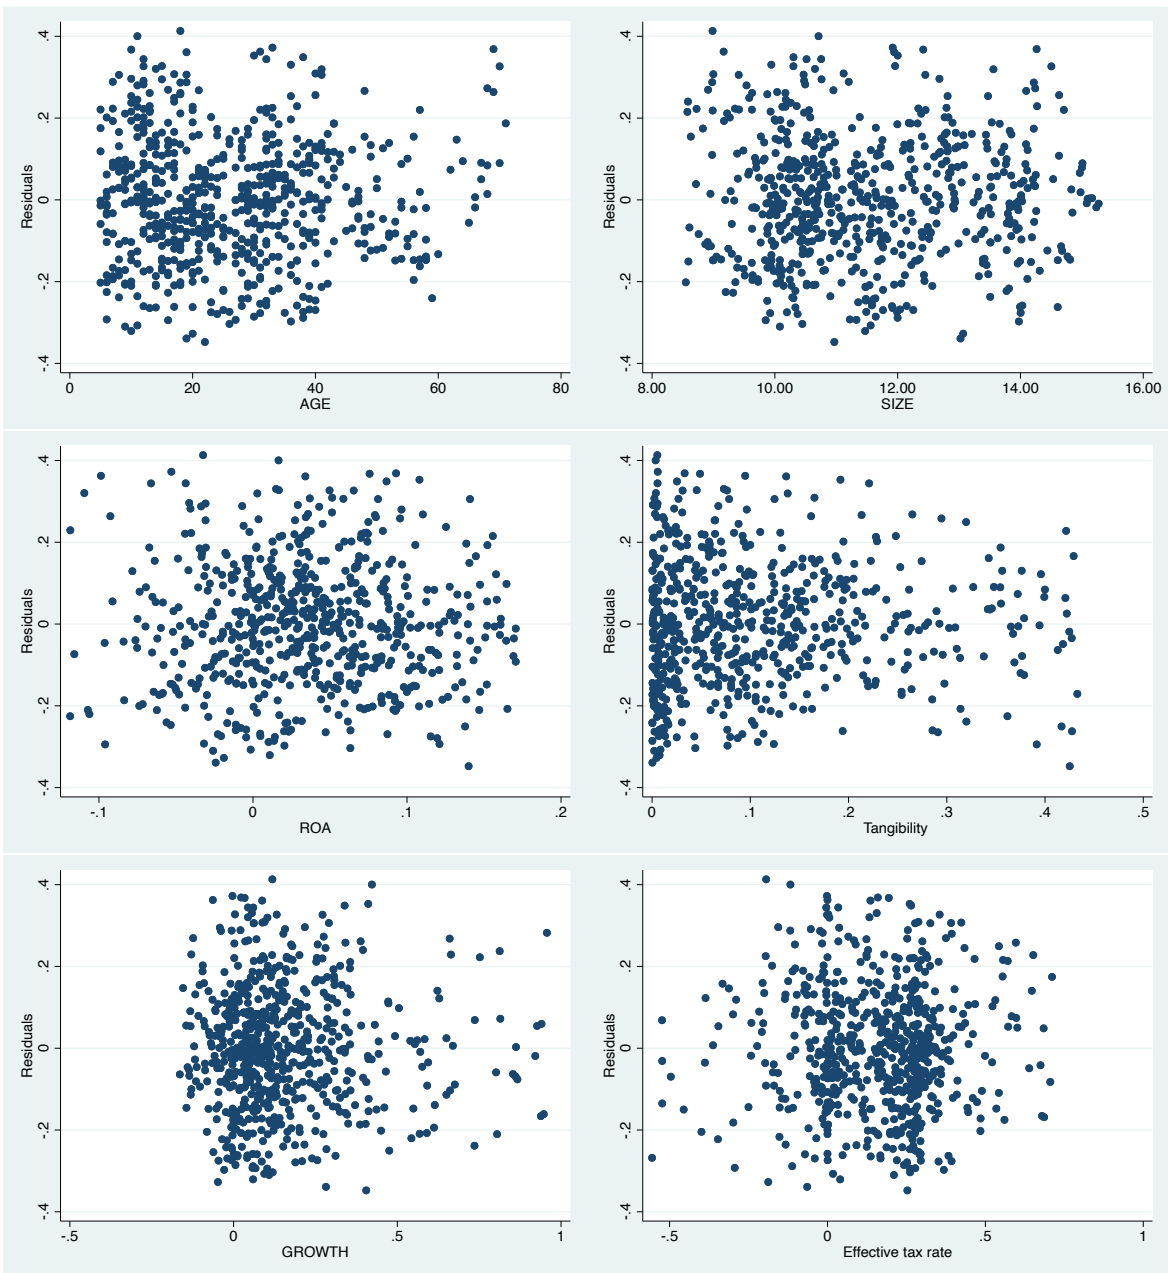 Residuals
.4
.2
0
-.2
-.4
0 20 40 60 80
AGE
Residuals
.4
.2
0
-.2
-.4
8.00 10.00 12.00 14.00 16.00
SIZE
Residuals
.4
.2
0
-.2
-.4
-.1 0 .1 .2
ROA
Residuals
.4
.2
0
-.2
-.4
0 .1 .2 .3 .4 .5
Tangibility
Residuals
.4
.2
0
-.2
-.4
-.5 0 .5 1
GROWTH
Residuals
.4
.2
0
-.2
-.4
-.5 0 .5 1
Effective tax rate